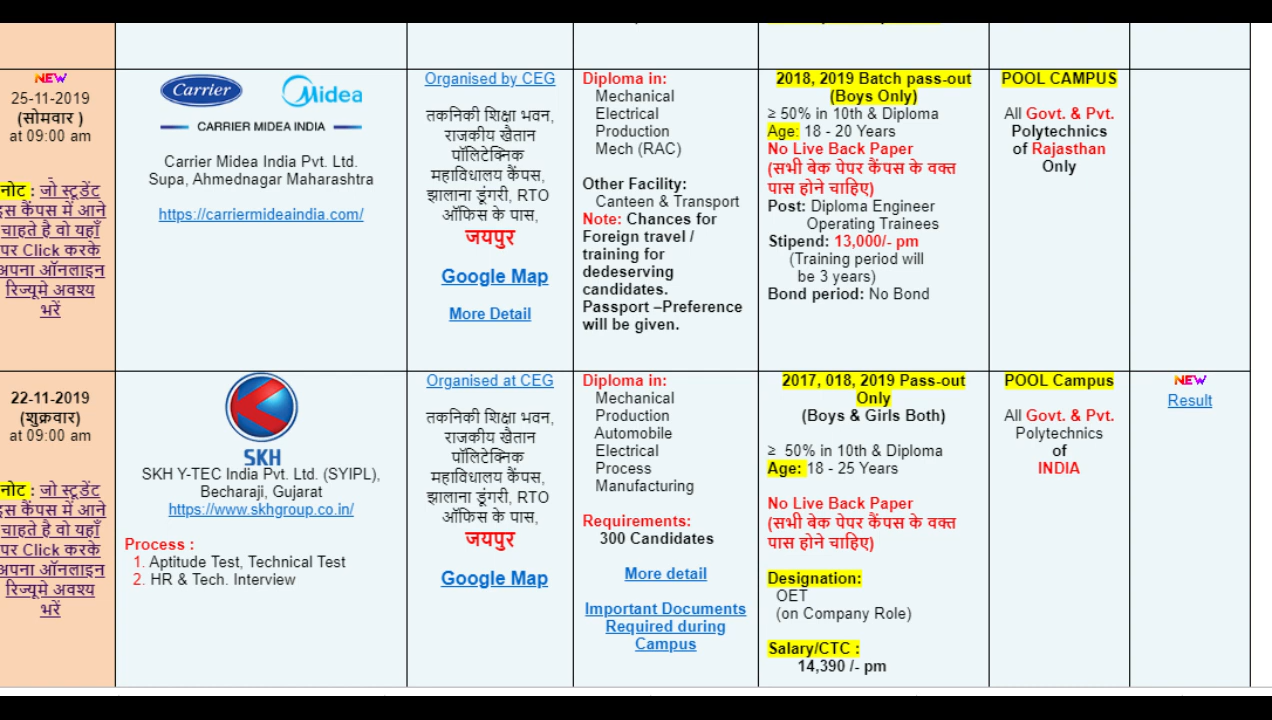 NEW
25-11-2019
(सोमवार )
at 09:00 am
नोट : जो स्टूडेंट
इस कैंपस में आने
चाहते है वो यहाँ
पर Click करके
अपना ऑनलाइन
रिज्यूमे अवश्य
भरें
Carrier
Midea
CARRIER MIDEA INDIA
Carrier Midea India Pvt. Ltd.
Supa, Ahmednagar Maharashtra
https://carriermideaindia.com/
Organised by CEG
तकनिकी शिक्षा भवन,
राजकीय खैतान
पॉलिटेक्निक
महाविधालय कैंपस,
झालाना डूंगरी, RTO
ऑफिस के पास,
जयपुर
Google Map
More Detail
Diploma in:
Mechanical
Electrical
Production
Mech (RAC)
Other Facility:
Canteen & Transport
Note: Chances for
Foreign travel /
training for
dedeserving
candidates.
Passport –Preference
will be given.
2018, 2019 Batch pass-out
(Boys Only)
≥ 50% in 10th & Diploma
Age: 18 - 20 Years
No Live Back Paper
(सभी बेक पेपर कैंपस के वक्त
पास होने चाहिए)
Post: Diploma Engineer
Operating Trainees
Stipend: 13,000/- pm
(Training period will
be 3 years)
Bond period: No Bond
POOL CAMPUS
All Govt. & Pvt.
Polytechnics
of Rajasthan
Only
22-11-2019
(शुक्रवार)
at 09:00 am
नोट : जो स्टूडेंट
इस कैंपस में आने
चाहते है वो यहाँ
पर Click करके
अपना ऑनलाइन
रिज्यूमे अवश्य
भरें
SKH
SKH Y-TEC India Pvt. Ltd. (SYIPL),
Becharaji, Gujarat
https://www.skhgroup.co.in/
Process :
1. Aptitude Test, Technical Test
2. HR & Tech. Interview
Organised at CEG
तकनिकी शिक्षा भवन,
राजकीय खैतान
पॉलिटेक्निक
महाविधालय कैंपस,
झालाना डूंगरी, RTO
ऑफिस के पास,
जयपुर
Google Map
Diploma in:
Mechanical
Production
Automobile
Electrical
Process
Manufacturing
Requirements:
300 Candidates
More detail
Important Documents
Required during
Campus
2017, 018, 2019 Pass-out
Only
(Boys & Girls Both)
≥ 50% in 10th & Diploma
Age: 18 - 25 Years
No Live Back Paper
(सभी बेक पेपर कैंपस के वक्त
पास होने चाहिए)
Designation:
OET
(on Company Role)
Salary/CTC :
14,390 /- pm
POOL Campus
All Govt. & Pvt.
Polytechnics
of
INDIA
NEW
Result